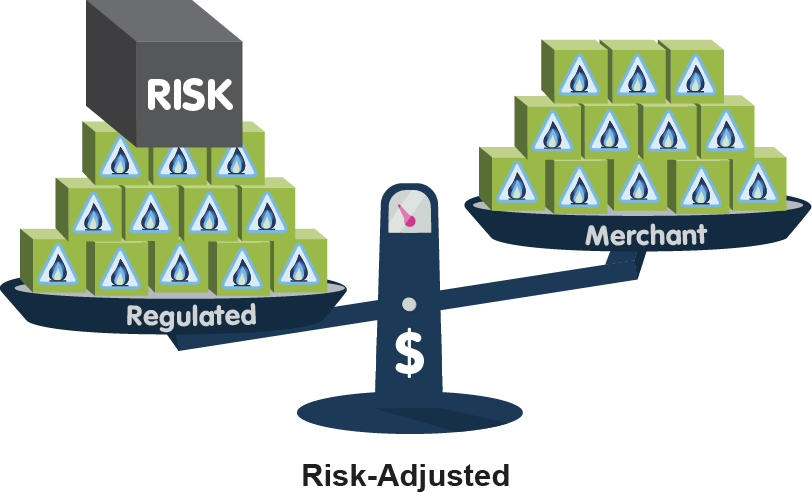 RISK
Regulated
Merchant
$
Risk-Adjusted